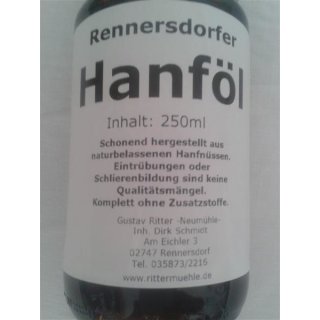 Rennersdorfer
Hanföl
Inhalt: 250ml
Schonend hergestellt aus
naturbelassenen Hanfnüssen.
Eintrübungen oder
Schlierenbildung sind keine
Qualitätsmängel.
Komplett ohne Zusatzstoffe.
Gustav Ritter -Neumühle-
Inh. Dirk Schmidt
Am Eichler 3
02747 Rennersdorf
Tel. 035873/2216
www.rittermuehle.de